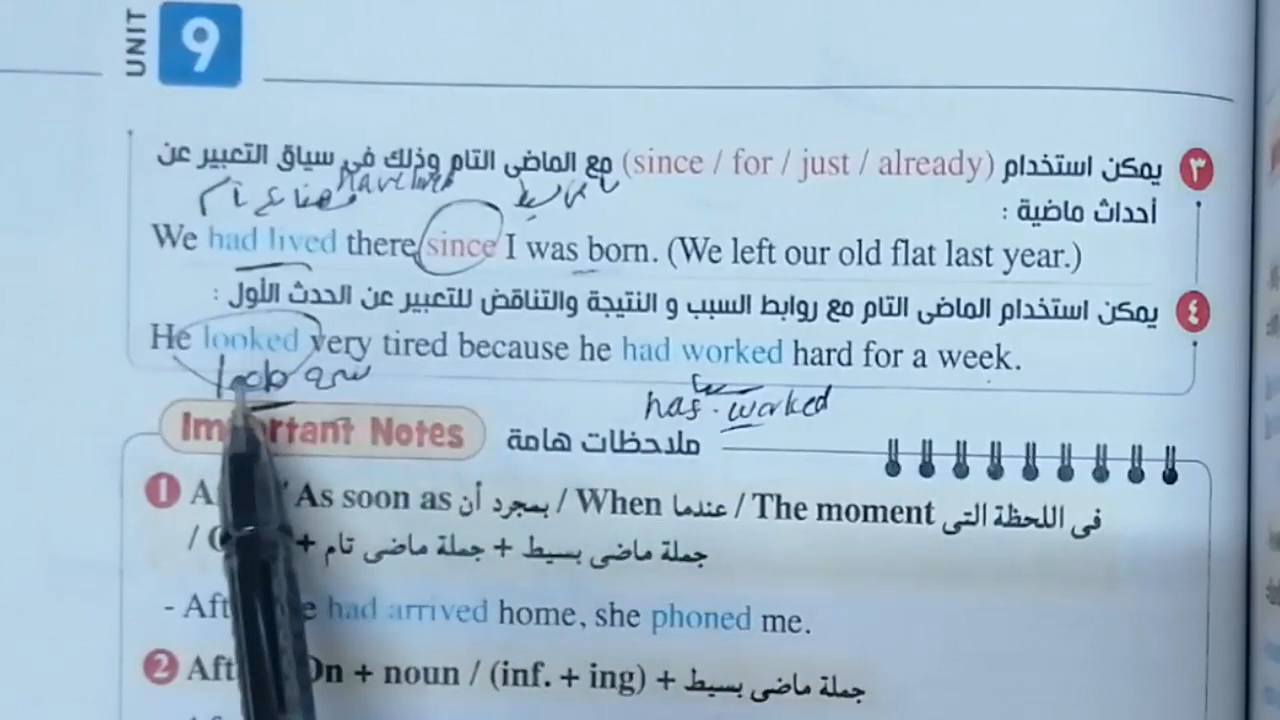 UNIT 9
٣ يمكن استخدام (since / for / just / already) مع الماضى التام وذلك فى سياق التعبير عن
أحداث ماضية :
have lived
We had lived there since I was born. (We left our old flat last year.)
٤ يمكن استخدام الماضى التام مع روابط السبب و النتيجة والتناقض للتعبير عن الحدث الأول :
He looked very tired because he had worked hard for a week.
has worked
Important Notes ملاحظات هامة
1 As soon as بمجرد أن / When عندما / The moment فى اللحظة التى
/ + جملة ماضى تام + جملة ماضى بسيط
- had arrived home, she phoned me.
2 + noun / (inf. + ing) + جملة ماضى بسيط